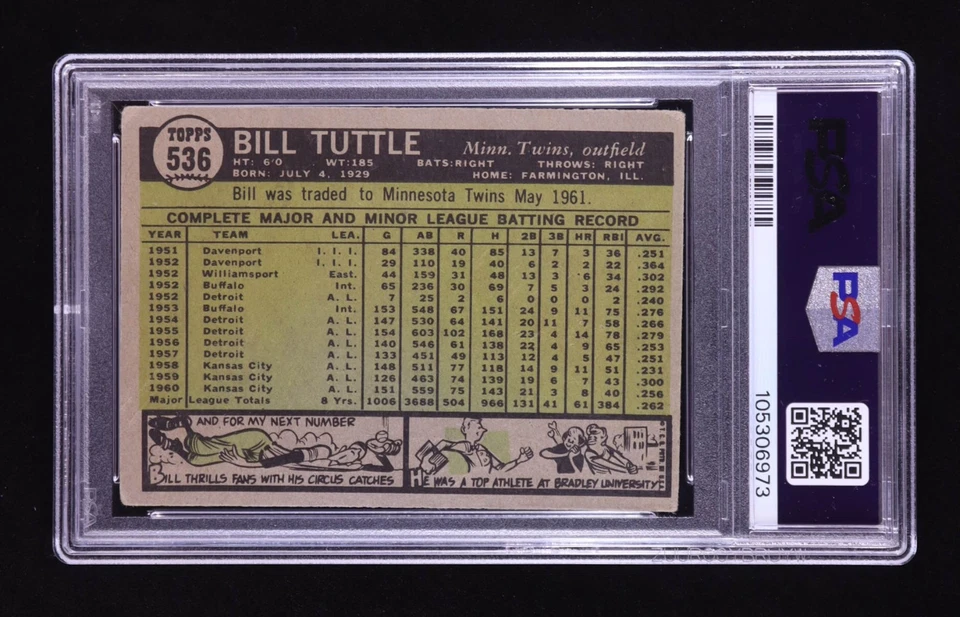 TOPPS
536
BILL TUTTLE
Minn. Twins, outfield
HT: 6'0 WT:185 BATS:RIGHT THROWS: RIGHT
BORN: JULY 4, 1929 HOME: FARMINGTON, ILL.
Bill was traded to Minnesota Twins May 1961.
COMPLETE MAJOR AND MINOR LEAGUE BATTING RECORD
YEAR TEAM LEA. G AB R H 2B 3B HR RBI AVG.
1951 Davenport I. I. I. 84 338 40 85 13 7 3 36 .251
1952 Davenport I. I. I. 29 110 19 40 6 2 2 22 .364
1952 Williamsport East. 44 159 31 48 13 3 6 34 .302
1952 Buffalo Int. 65 236 30 69 7 5 3 24 .292
1952 Detroit A. L. 7 25 2 6 0 0 0 2 .240
1953 Buffalo Int. 153 548 67 151 24 9 11 75 .276
1954 Detroit A. L. 147 530 64 141 20 11 7 58 .266
1955 Detroit A. L. 154 603 102 168 23 4 14 78 .279
1956 Detroit A. L. 140 546 61 138 22 4 9 65 .253
1957 Detroit A. L. 133 451 49 113 12 4 5 47 .251
1958 Kansas City A. L. 148 511 77 118 14 9 11 51 .231
1959 Kansas City A. L. 126 463 74 139 19 6 7 43 .300
1960 Kansas City A. L. 151 559 75 143 21 3 8 40 .256
Major League Totals 8 Yrs. 1006 3688 504 966 131 41 61 384 .262
AND FOR MY NEXT NUMBER
BILL THRILLS FANS WITH HIS CIRCUS CATCHES
HE WAS A TOP ATHLETE AT BRADLEY UNIVERSITY
PSA
PSA
105306973